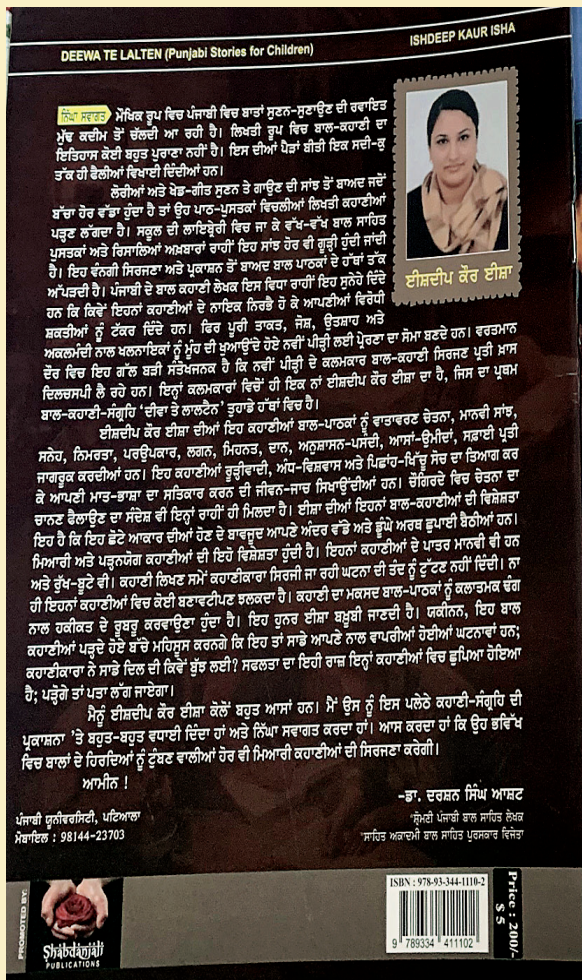 DEEWA TE LALTEN (Punjabi Stories for Children)
ISHDEEP KAUR ISHA
ਨਿੱਘਾ ਸਵਾਗਤ ਮੌਖਿਕ ਰੂਪ ਵਿਚ ਪੰਜਾਬੀ ਵਿਚ ਬਾਤਾਂ ਸੁਣਨ-ਸੁਣਾਉਣ ਦੀ ਰਵਾਇਤ
ਮੁੱਢ ਕਦੀਮ ਤੋਂ ਚੱਲਦੀ ਆ ਰਹੀ ਹੈ। ਲਿਖਤੀ ਰੂਪ ਵਿਚ ਬਾਲ-ਕਹਾਣੀ ਦਾ
ਇਤਿਹਾਸ ਕੋਈ ਬਹੁਤ ਪੁਰਾਣਾ ਨਹੀਂ ਹੈ। ਇਸ ਦੀਆਂ ਪੈੜਾਂ ਬੀਤੀ ਇਕ ਸਦੀ-ਕੁ
ਤੱਕ ਹੀ ਫੈਲੀਆਂ ਵਿਖਾਈ ਦਿੰਦੀਆਂ ਹਨ।
ਲੋਰੀਆਂ ਅਤੇ ਖੇਡ-ਗੀਤ ਸੁਣਨ ਤੇ ਗਾਉਣ ਦੀ ਸਾਂਝ ਤੋਂ ਬਾਅਦ ਜਦੋਂ
ਬੱਚਾ ਹੋਰ ਵੱਡਾ ਹੁੰਦਾ ਹੈ ਤਾਂ ਉਹ ਪਾਠ-ਪੁਸਤਕਾਂ ਵਿਚਲੀਆਂ ਲਿਖਤੀ ਕਹਾਣੀਆਂ
ਪੜ੍ਹਣ ਲੱਗਦਾ ਹੈ। ਸਕੂਲ ਦੀ ਲਾਇਬ੍ਰੇਰੀ ਵਿਚ ਜਾ ਕੇ ਵੱਖ-ਵੱਖ ਬਾਲ ਸਾਹਿਤ
ਪੁਸਤਕਾਂ ਅਤੇ ਰਿਸਾਲਿਆਂ ਅਖ਼ਬਾਰਾਂ ਰਾਹੀਂ ਇਹ ਸਾਂਝ ਹੋਰ ਵੀ ਗੂੜ੍ਹੀ ਹੁੰਦੀ ਜਾਂਦੀ
ਹੈ। ਇਹ ਵੰਨਗੀ ਸਿਰਜਣਾ ਅਤੇ ਪ੍ਰਕਾਸ਼ਨ ਤੋਂ ਬਾਅਦ ਬਾਲ ਪਾਠਕਾਂ ਦੇ ਹੱਥਾਂ ਤੱਕ
ਅੱਪੜਦੀ ਹੈ। ਪੰਜਾਬੀ ਦੇ ਬਾਲ ਕਹਾਣੀ ਲੇਖਕ ਇਸ ਵਿਧਾ ਰਾਹੀਂ ਇਹ ਸੁਨੇਹੇ ਦਿੰਦੇ
ਹਨ ਕਿ ਕਿਵੇਂ ਇਹਨਾਂ ਕਹਾਣੀਆਂ ਦੇ ਨਾਇਕ ਨਿਰਭੈ ਹੋ ਕੇ ਆਪਣੀਆਂ ਵਿਰੋਧੀ
ਸ਼ਕਤੀਆਂ ਨੂੰ ਟੱਕਰ ਦਿੰਦੇ ਹਨ। ਫਿਰ ਪੂਰੀ ਤਾਕਤ, ਜੋਸ਼, ਉਤਸ਼ਾਹ ਅਤੇ
ਅਕਲਮੰਦੀ ਨਾਲ ਖਲਨਾਇਕਾਂ ਨੂੰ ਮੂੰਹ ਦੀ ਖੁਆਉਂਦੇ ਹੋਏ ਨਵੀਂ ਪੀੜ੍ਹੀ ਲਈ ਪ੍ਰੇਰਣਾ ਦਾ ਸੋਮਾ ਬਣਦੇ ਹਨ। ਵਰਤਮਾਨ
ਦੌਰ ਵਿਚ ਇਹ ਗੱਲ ਬੜੀ ਸੰਤੋਖਜਨਕ ਹੈ ਕਿ ਨਵੀਂ ਪੀੜ੍ਹੀ ਦੇ ਕਲਮਕਾਰ ਬਾਲ-ਕਹਾਣੀ ਸਿਰਜਣ ਪ੍ਰਤੀ ਖ਼ਾਸ
ਦਿਲਚਸਪੀ ਲੈ ਰਹੇ ਹਨ। ਇਨ੍ਹਾਂ ਕਲਮਕਾਰਾਂ ਵਿਚੋਂ ਹੀ ਇਕ ਨਾਂ ਈਸ਼ਦੀਪ ਕੌਰ ਈਸ਼ਾ ਦਾ ਹੈ, ਜਿਸ ਦਾ ਪ੍ਰਥਮ
ਬਾਲ-ਕਹਾਣੀ-ਸੰਗ੍ਰਹਿ ‘ਦੀਵਾ ਤੇ ਲਾਲਟੈਨ’ ਤੁਹਾਡੇ ਹੱਥਾਂ ਵਿਚ ਹੈ।
ਈਸ਼ਦੀਪ ਕੌਰ ਈਸ਼ਾ
ਈਸ਼ਦੀਪ ਕੌਰ ਈਸ਼ਾ ਦੀਆਂ ਇਹ ਕਹਾਣੀਆਂ ਬਾਲ-ਪਾਠਕਾਂ ਨੂੰ ਵਾਤਾਵਰਣ ਚੇਤਨਾ, ਮਾਨਵੀ ਸਾਂਝ,
ਸਨੇਹ, ਨਿਮਰਤਾ, ਪਰਉਪਕਾਰ, ਲਗਨ, ਮਿਹਨਤ, ਦਾਨ, ਅਨੁਸ਼ਾਸਨ-ਪਸੰਦੀ, ਆਸਾਂ-ਉਮੀਦਾਂ, ਸਫ਼ਾਈ ਪ੍ਰਤੀ
ਜਾਗਰੂਕ ਕਰਦੀਆਂ ਹਨ। ਇਹ ਕਹਾਣੀਆਂ ਰੂੜ੍ਹੀਵਾਦੀ, ਅੰਧ-ਵਿਸ਼ਵਾਸ ਅਤੇ ਪਿਛਾਂਹ-ਖਿੱਚੂ ਸੋਚ ਦਾ ਤਿਆਗ ਕਰ
ਕੇ ਆਪਣੀ ਮਾਤ-ਭਾਸ਼ਾ ਦਾ ਸਤਿਕਾਰ ਕਰਨ ਦੀ ਜੀਵਨ-ਜਾਚ ਸਿਖਾਉਂਦੀਆਂ ਹਨ। ਚੌਗਿਰਦੇ ਵਿਚ ਚੇਤਨਾ ਦਾ
ਚਾਨਣ ਫੈਲਾਉਣ ਦਾ ਸੰਦੇਸ਼ ਵੀ ਇਨ੍ਹਾਂ ਰਾਹੀਂ ਹੀ ਮਿਲਦਾ ਹੈ। ਈਸ਼ਾ ਦੀਆਂ ਇਹਨਾਂ ਬਾਲ-ਕਹਾਣੀਆਂ ਦੀ ਵਿਸ਼ੇਸ਼ਤਾ
ਇਹ ਹੈ ਕਿ ਇਹ ਛੋਟੇ ਆਕਾਰ ਦੀਆਂ ਹੋਣ ਦੇ ਬਾਵਜੂਦ ਆਪਣੇ ਅੰਦਰ ਵੱਡੇ ਅਤੇ ਡੂੰਘੇ ਅਰਥ ਛੁਪਾਈ ਬੈਠੀਆਂ ਹਨ।
ਮਿਆਰੀ ਅਤੇ ਪੜ੍ਹਨਯੋਗ ਕਹਾਣੀਆਂ ਦੀ ਇਹੋ ਵਿਸ਼ੇਸ਼ਤਾ ਹੁੰਦੀ ਹੈ। ਇਹਨਾਂ ਕਹਾਣੀਆਂ ਦੇ ਪਾਤਰ ਮਾਨਵੀ ਵੀ ਹਨ
ਅਤੇ ਰੁੱਖ-ਬੂਟੇ ਵੀ। ਕਹਾਣੀ ਲਿਖਣ ਸਮੇਂ ਕਹਾਣੀਕਾਰਾ ਸਿਰਜੀ ਜਾ ਰਹੀ ਘਟਨਾ ਦੀ ਤੰਦ ਨੂੰ ਟੁੱਟਣ ਨਹੀਂ ਦਿੰਦੀ। ਨਾ
ਹੀ ਇਹਨਾਂ ਕਹਾਣੀਆਂ ਵਿਚ ਕੋਈ ਬਣਾਵਟੀਪਣ ਝਲਕਦਾ ਹੈ। ਕਹਾਣੀ ਦਾ ਮਕਸਦ ਬਾਲ-ਪਾਠਕਾਂ ਨੂੰ ਕਲਾਤਮਕ ਢੰਗ
ਨਾਲ ਹਕੀਕਤ ਦੇ ਰੂਬਰੂ ਕਰਵਾਉਣਾ ਹੁੰਦਾ ਹੈ। ਇਹ ਹੁਨਰ ਈਸ਼ਾ ਬਖ਼ੂਬੀ ਜਾਣਦੀ ਹੈ। ਯਕੀਨਨ, ਇਹ ਬਾਲ
ਕਹਾਣੀਆਂ ਪੜ੍ਹਦੇ ਹੋਏ ਬੱਚੇ ਮਹਿਸੂਸ ਕਰਨਗੇ ਕਿ ਇਹ ਤਾਂ ਸਾਡੇ ਆਪਣੇ ਨਾਲ ਵਾਪਰੀਆਂ ਹੋਈਆਂ ਘਟਨਾਵਾਂ ਹਨ;
ਕਹਾਣੀਕਾਰਾ ਨੇ ਸਾਡੇ ਦਿਲ ਦੀ ਕਿਵੇਂ ਬੁੱਝ ਲਈ? ਸਫਲਤਾ ਦਾ ਇਹੀ ਰਾਜ਼ ਇਨ੍ਹਾਂ ਕਹਾਣੀਆਂ ਵਿਚ ਛੁਪਿਆ ਹੋਇਆ
ਹੈ; ਪੜ੍ਹੋਗੇ ਤਾਂ ਪਤਾ ਲੱਗ ਜਾਏਗਾ।
ਮੈਨੂੰ ਈਸ਼ਦੀਪ ਕੌਰ ਈਸ਼ਾ ਕੋਲੋਂ ਬਹੁਤ ਆਸਾਂ ਹਨ। ਮੈਂ ਉਸ ਨੂੰ ਇਸ ਪਲੇਠੇ ਕਹਾਣੀ-ਸੰਗ੍ਰਹਿ ਦੀ
ਪ੍ਰਕਾਸ਼ਨਾ ’ਤੇ ਬਹੁਤ-ਬਹੁਤ ਵਧਾਈ ਦਿੰਦਾ ਹਾਂ ਅਤੇ ਨਿੱਘਾ ਸਵਾਗਤ ਕਰਦਾ ਹਾਂ। ਆਸ ਕਰਦਾ ਹਾਂ ਕਿ ਉਹ ਭਵਿੱਖ
ਵਿਚ ਬਾਲਾਂ ਦੇ ਹਿਰਦਿਆਂ ਨੂੰ ਟੁੰਬਣ ਵਾਲੀਆਂ ਹੋਰ ਵੀ ਮਿਆਰੀ ਕਹਾਣੀਆਂ ਦੀ ਸਿਰਜਣਾ ਕਰੇਗੀ।
ਆਮੀਨ !
-ਡਾ. ਦਰਸ਼ਨ ਸਿੰਘ ਆਸ਼ਟ
ਪੰਜਾਬੀ ਯੂਨੀਵਰਸਿਟੀ, ਪਟਿਆਲਾ
ਮੋਬਾਇਲ : 98144-23703
*ਸ਼੍ਰੋਮਣੀ ਪੰਜਾਬੀ ਬਾਲ ਸਾਹਿਤ ਲੇਖਕ
*ਸਾਹਿਤ ਅਕਾਦਮੀ ਬਾਲ ਸਾਹਿਤ ਪੁਰਸਕਾਰ ਵਿਜੇਤਾ
PROMOTED BY:
Shabdanjali
PUBLICATIONS
ISBN : 978-93-344-1110-2
9 789334 411102
Price : 200/-
$ 5